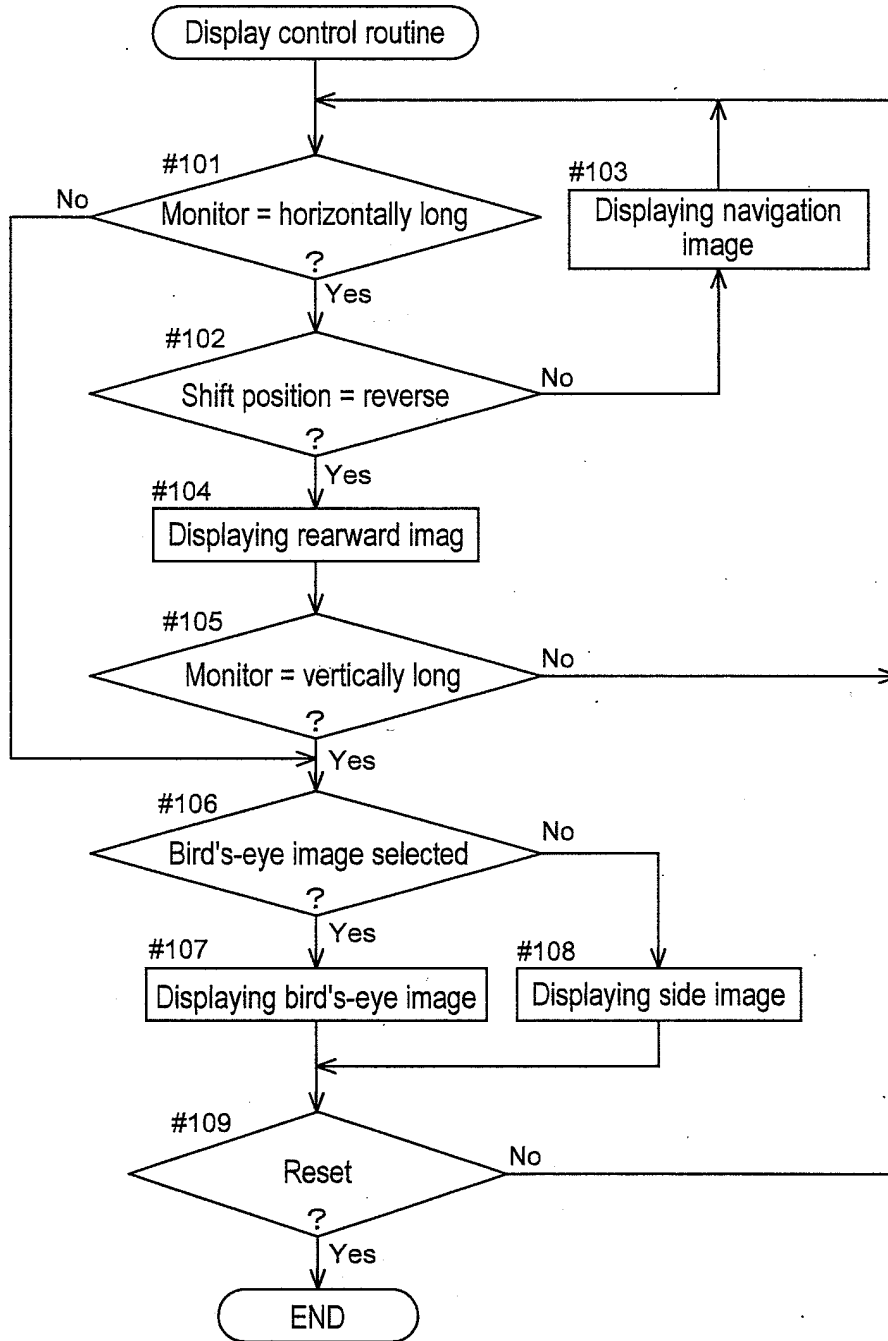 Display control routine
#101
No
Monitor = horizontally long
?
Yes
#103
Displaying navigation
image
#102
Shift position = reverse
No
?
Yes
#104
Displaying rearward imag
#105
Monitor = vertically long
No
?
Yes
#106
Bird's-eye image selected
No
?
Yes
#107
Displaying bird's-eye image
#108
Displaying side image
#109
Reset
No
?
Yes
END